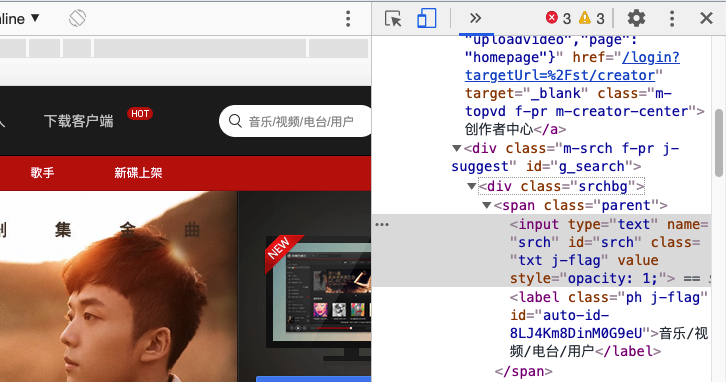 nline ▼
3 3
下载客户端 HOT
音乐/视频/电台/用户
歌手 新碟上架
集 金 曲
NEW
"uploadvideo","page":
"homepage"}" href="/login?
targetUrl=%2Fst/creator"
target="_blank" class="m-
topvd f-pr m-creator-center">
创作者中心</a>
▼<div class="m-srch f-pr j-
suggest" id="g_search">
▼<div class="srchbg">
▼<span class="parent">
<input type="text" name=
"srch" id="srch" class=
"txt j-flag" value
style="opacity: 1;"> ==
<label class="ph j-flag"
id="auto-id-
8LJ4Km8DinM0G9eU">音乐/视
频/电台/用户</label>
</span>